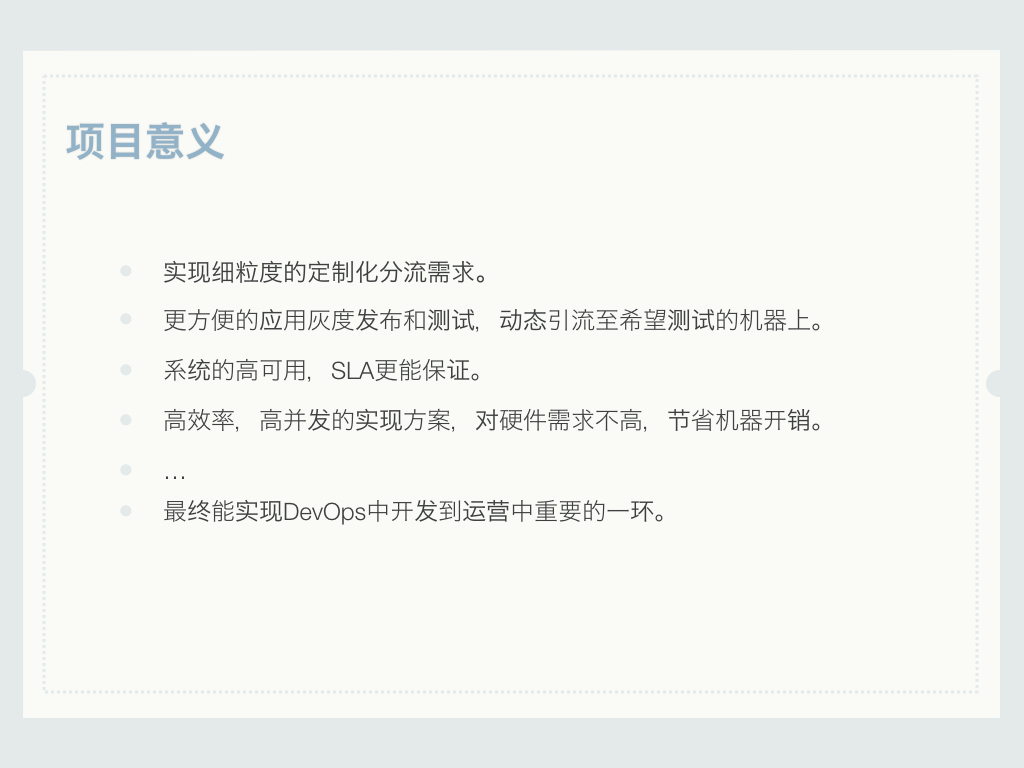 项目意义
实现细粒度的定制化分流需求。
更方便的应用灰度发布和测试，动态引流至希望测试的机器上。
系统的高可用，SLA更能保证。
高效率，高并发的实现方案，对硬件需求不高，节省机器开销。
…
最终能实现DevOps中开发到运营中重要的一环。